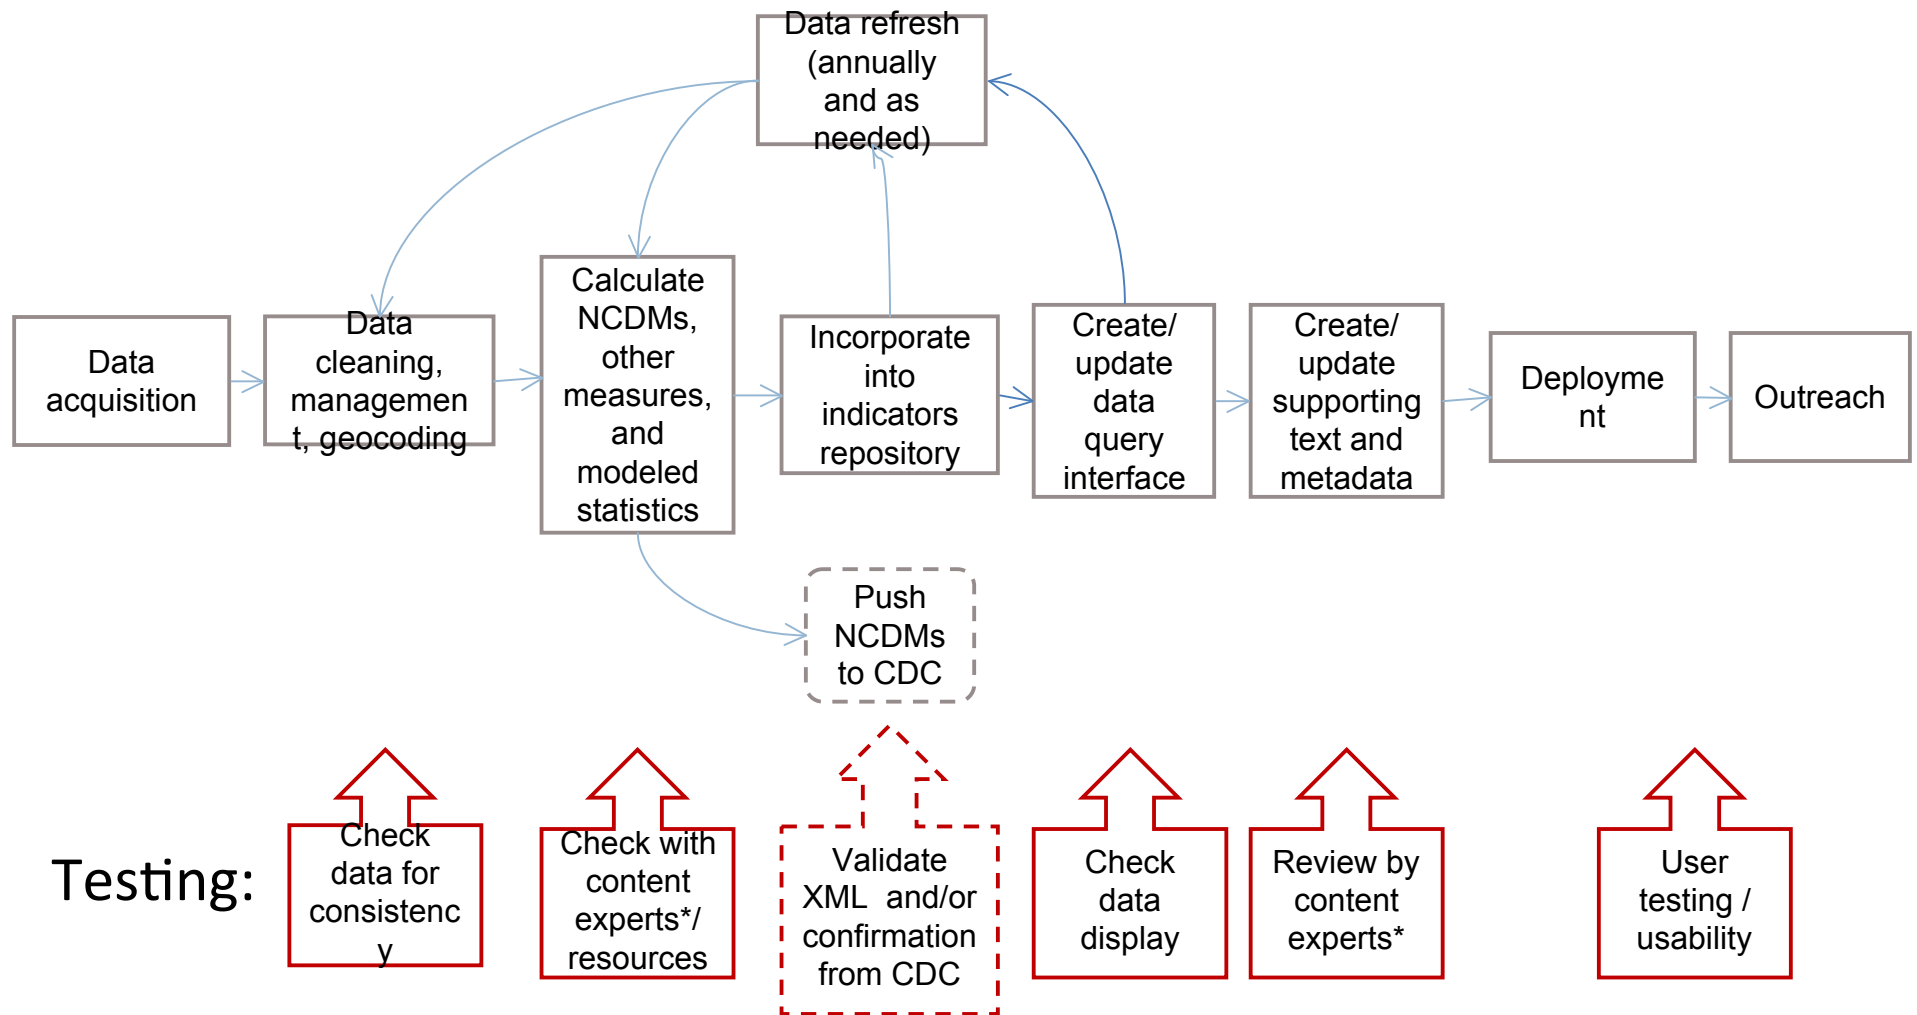 Data refresh
(annually
and as
needed)
Data
acquisition
Data
cleaning,
managemen
t, geocoding
Calculate
NCDMs,
other
measures,
and
modeled
statistics
Incorporate
into
indicators
repository
Create/
update
data
query
interface
Create/
update
supporting
text and
metadata
Deployme
nt
Outreach
Push
NCDMs
to CDC
Testing:
Check
data for
consistenc
y
Check with
content
experts*/
resources
Validate
XML and/or
confirmation
from CDC
Check
data
display
Review by
content
experts*
User
testing /
usability